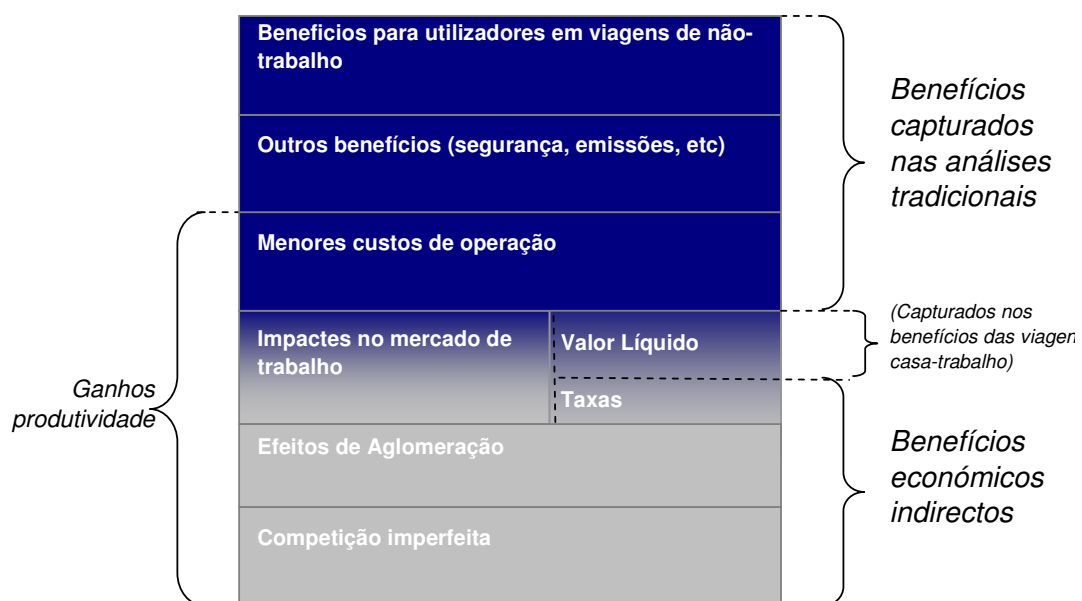 Beneficios para utilizadores em viagens de não-
trabalho
Outros benefícios (segurança, emissões, etc)
Menores custos de operação
Impactes no mercado de
trabalho
Valor Líquido
Taxas
Efeitos de Aglomeração
Competição imperfeita
Ganhos
produtividade
Benefícios
capturados
nas análises
tradicionais
(Capturados nos
benefícios das viagen
casa-trabalho)
Benefícios
económicos
indirectos